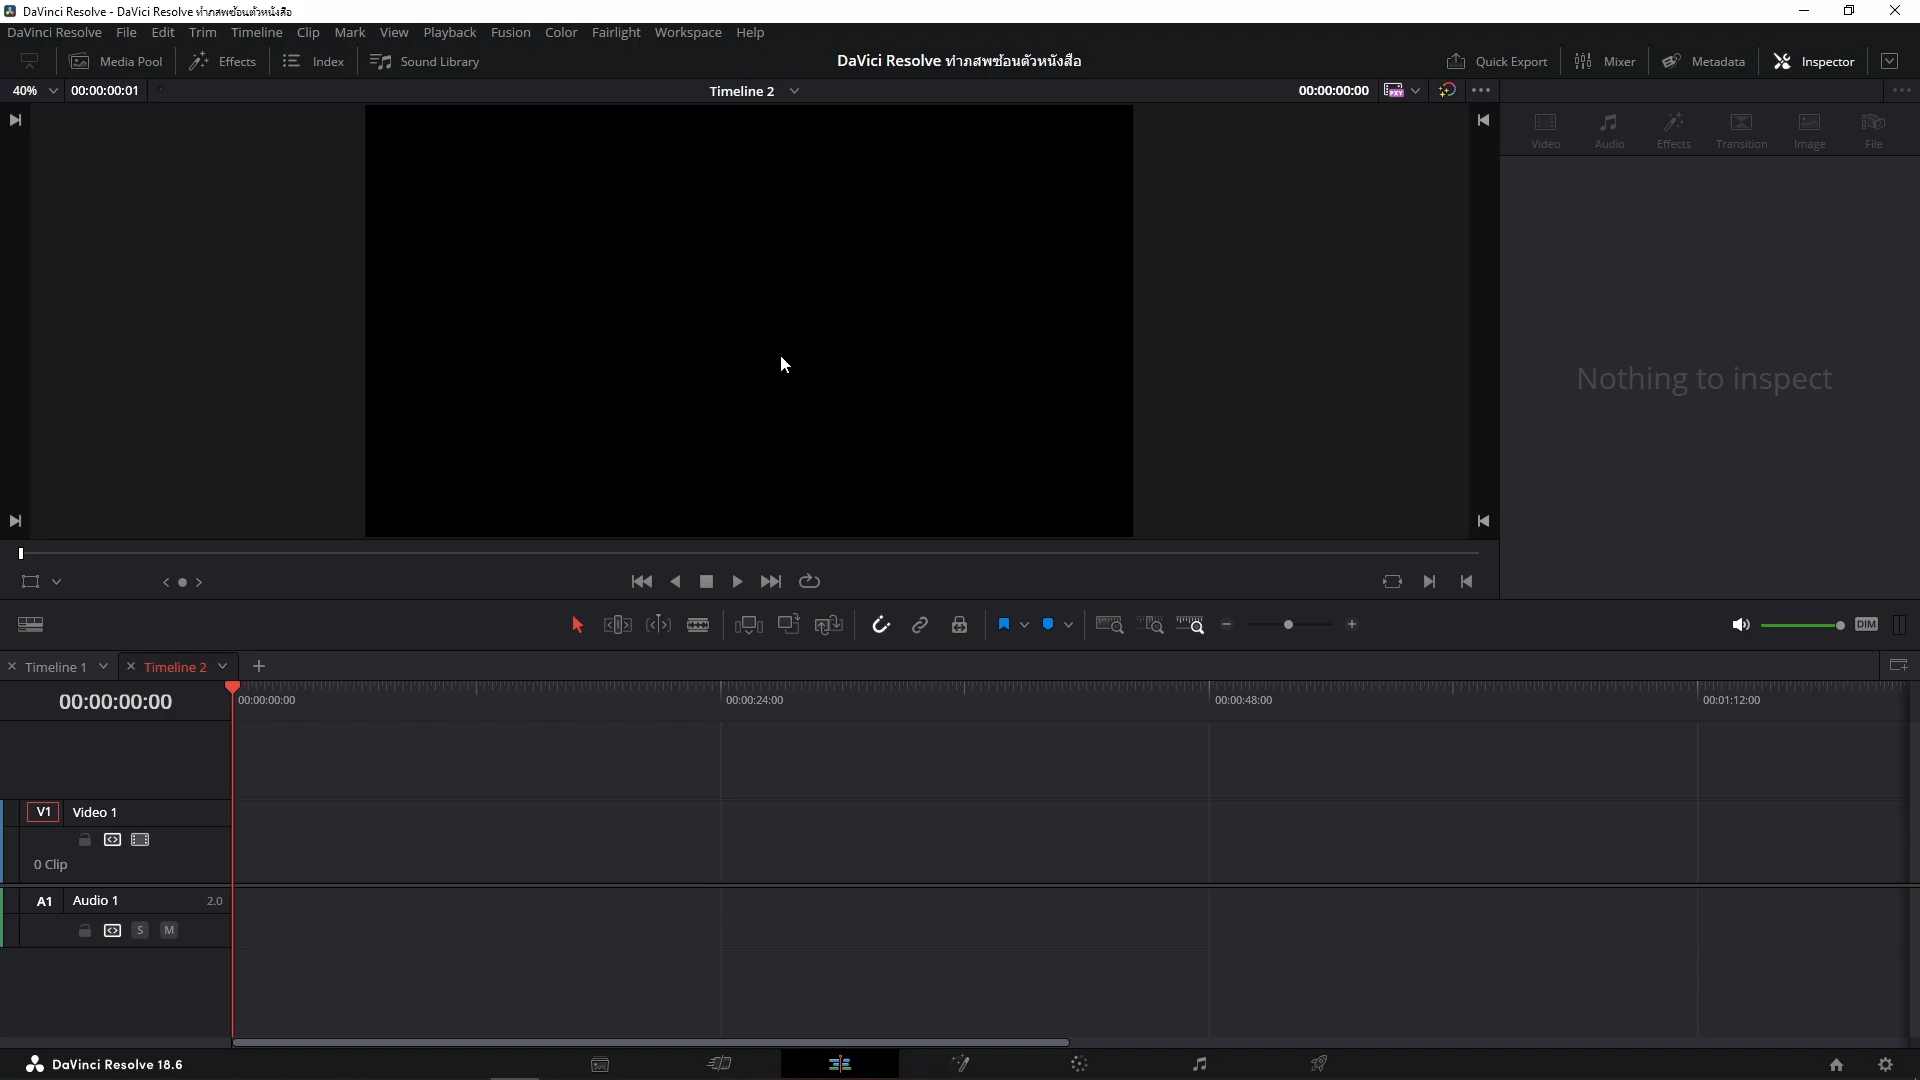 DaVinci Resolve - DaVici Resolve ทำภสพซ้อนตัวหนังสือ
DaVinci Resolve File Edit Trim Timeline Clip Mark View Playback Fusion Color Fairlight Workspace Help
Media Pool Effects Index Sound Library DaVici Resolve ทำภสพซ้อนตัวหนังสือ Quick Export Mixer Metadata Inspector
40% 00:00:00:01 Timeline 2 00:00:00:00 PXY
Video Audio Effects Transition Image File
Nothing to inspect
DIM
Timeline 1 Timeline 2
00:00:00:00 00:00:00:00 00:00:24:00 00:00:48:00 00:01:12:00
V1 Video 1
0 Clip
A1 Audio 1 2.0
S M
DaVinci Resolve 18.6